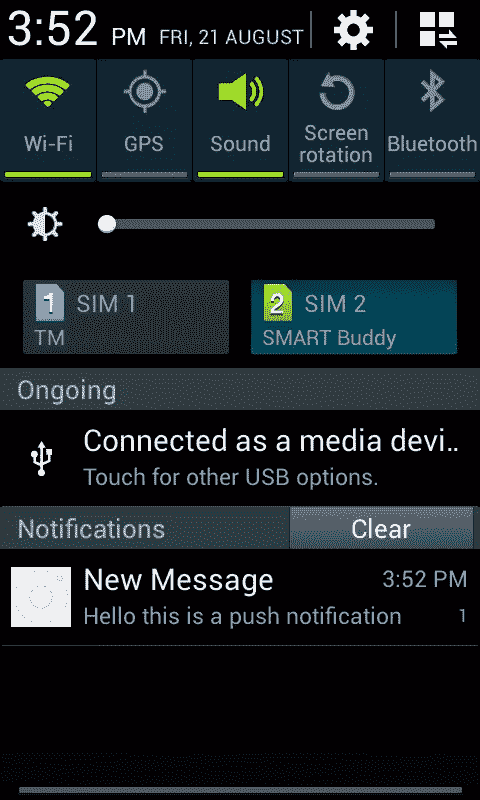 3:52 PM FRI, 21 AUGUST
Wi-Fi GPS Sound Screen rotation Bluetooth
1 SIM 1 2 SIM 2
TM SMART Buddy
Ongoing
Connected as a media devi..
Touch for other USB options.
Notifications Clear
New Message 3:52 PM
Hello this is a push notification 1